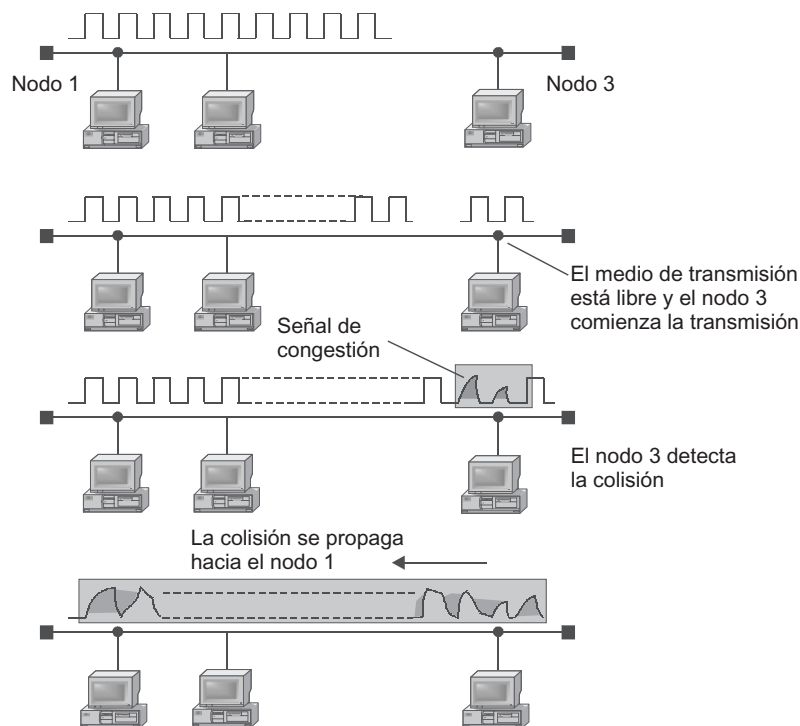 Nodo 1
Nodo 3
El medio de transmisión
está libre y el nodo 3
comienza la transmisión
Señal de
congestión
El nodo 3 detecta
la colisión
La colisión se propaga
hacia el nodo 1